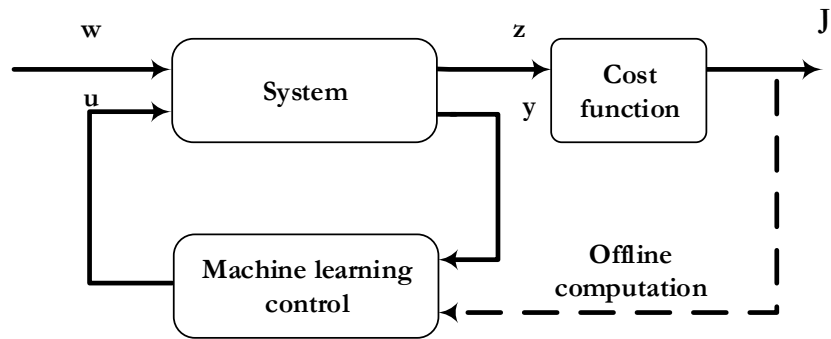 w
z
J
System
Cost
function
u
y
Machine learning
control
Offline
computation